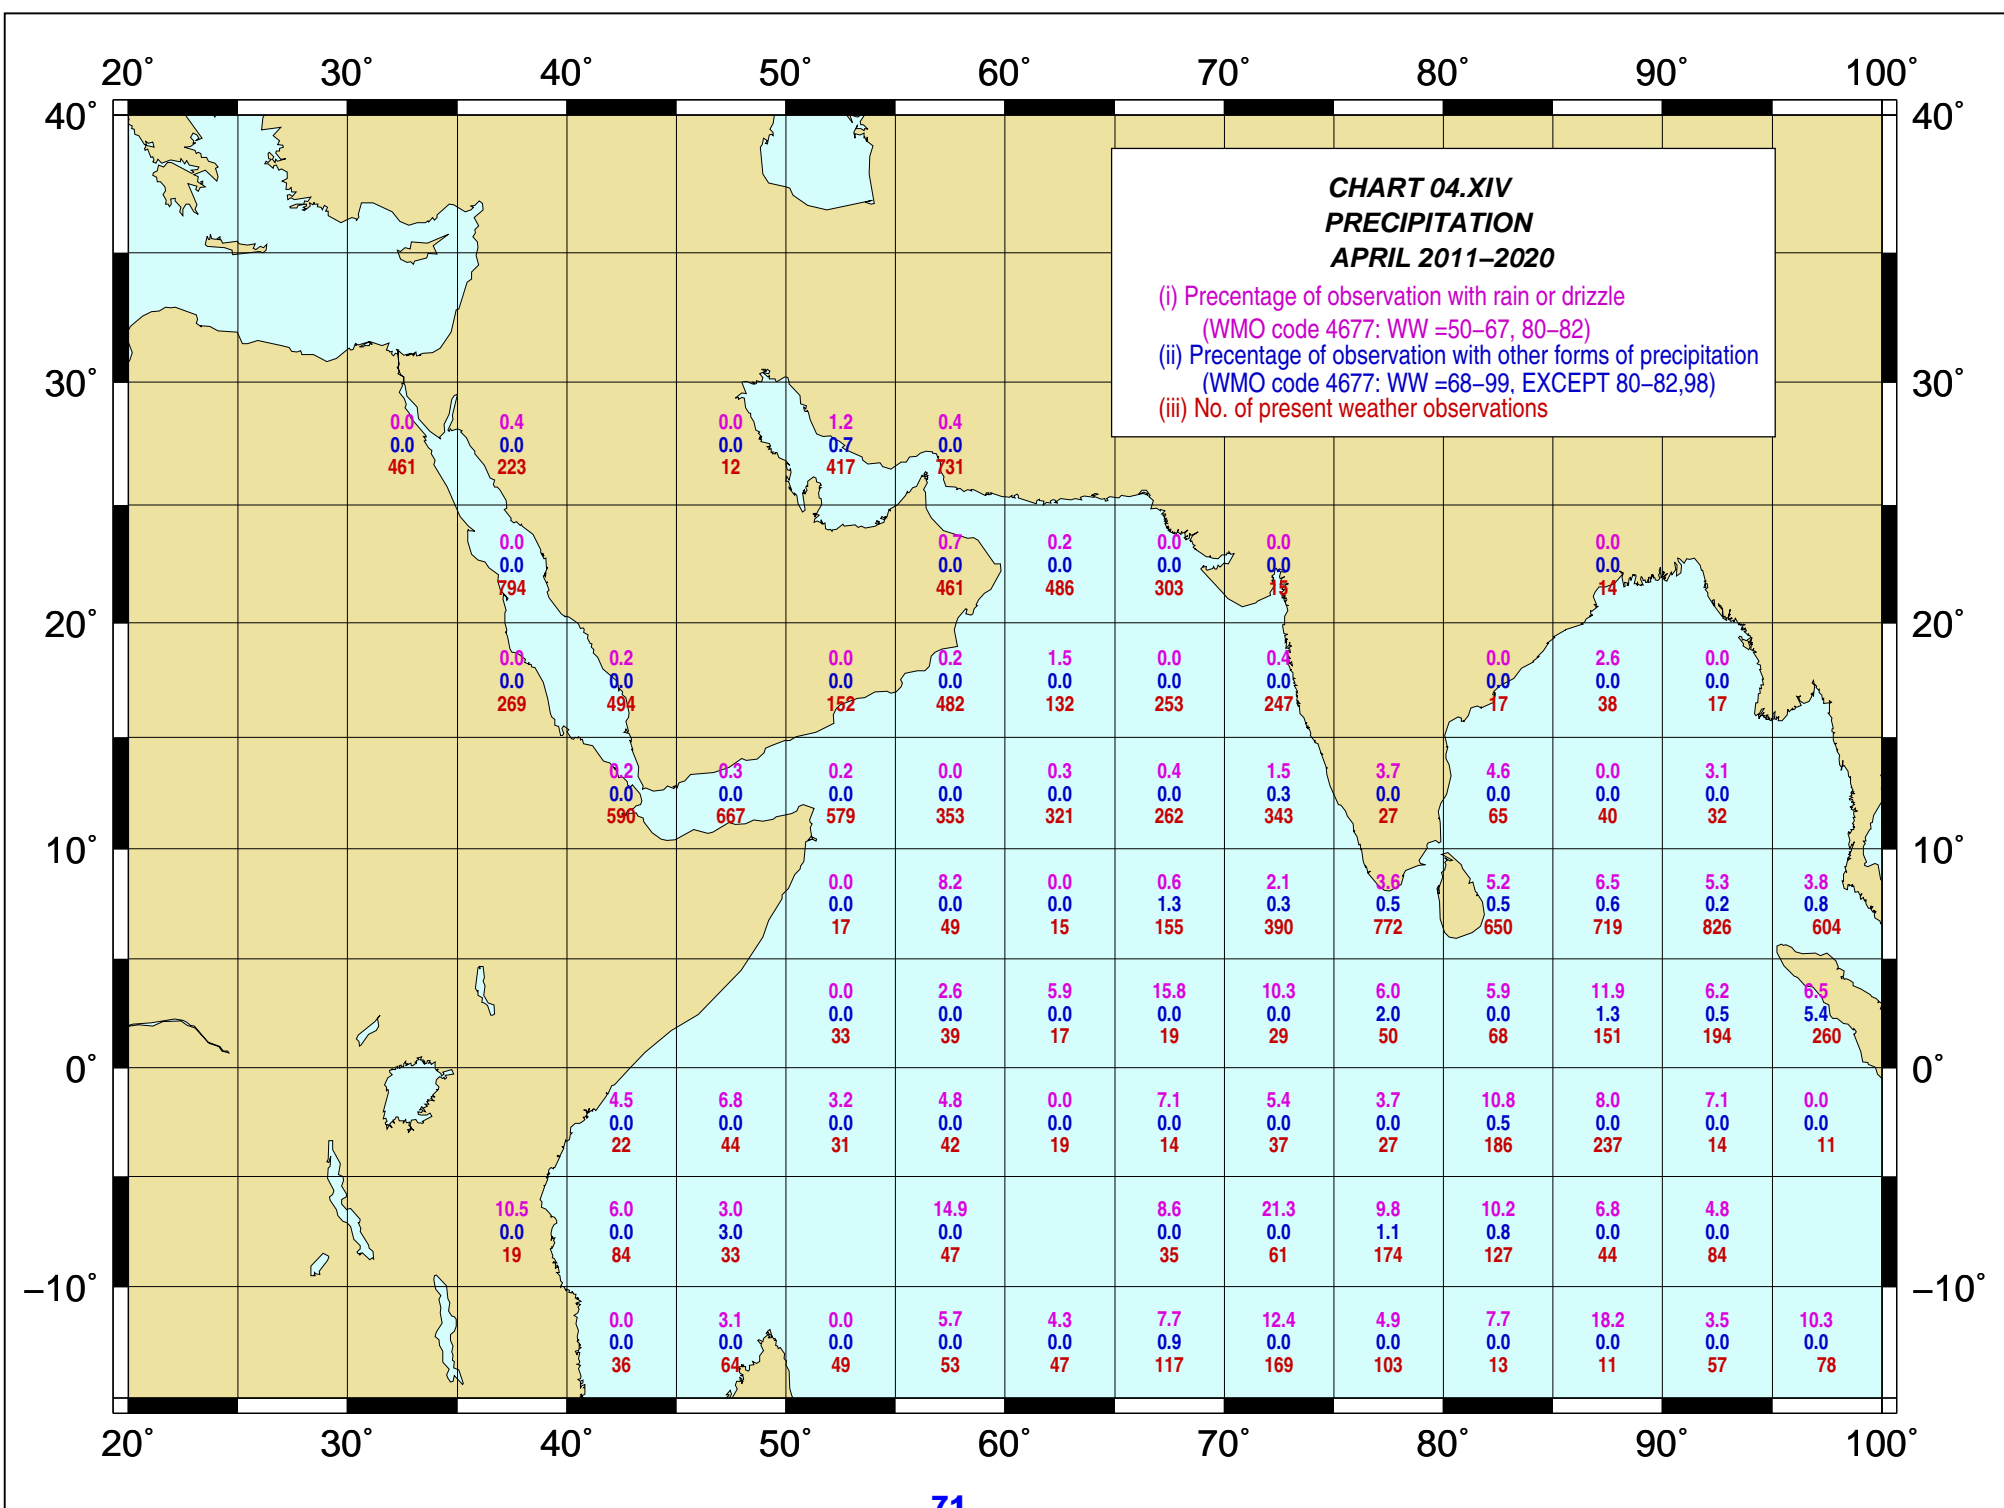 20° 30° 40° 50° 60° 70° 80° 90° 100°
40° 40°
CHART 04.XIV
PRECIPITATION
APRIL 2011–2020
(i) Precentage of observation with rain or drizzle
(WMO code 4677: WW =50–67, 80–82)
(ii) Precentage of observation with other forms of precipitation
(WMO code 4677: WW =68–99, EXCEPT 80–82,98)
(iii) No. of present weather observations
30° 30°
0.0 0.4 0.0 1.2 0.4
0.0 0.0 0.0 0.7 0.0
461 223 12 417 731
0.0 0.7 0.2 0.0 0.0 0.0
0.0 0.0 0.0 0.0 0.0 0.0
794 461 486 303 15 14
20° 20°
0.0 0.2 0.0 0.2 1.5 0.0 0.4 0.0 2.6 0.0
0.0 0.0 0.0 0.0 0.0 0.0 0.0 0.0 0.0 0.0
269 494 152 482 132 253 247 17 38 17
0.2 0.3 0.2 0.0 0.3 0.4 1.5 3.7 4.6 0.0 3.1
0.0 0.0 0.0 0.0 0.0 0.0 0.3 0.0 0.0 0.0 0.0
590 667 579 353 321 262 343 27 65 40 32
10° 10°
0.0 8.2 0.0 0.6 2.1 3.6 5.2 6.5 5.3 3.8
0.0 0.0 0.0 1.3 0.3 0.5 0.5 0.6 0.2 0.8
17 49 15 155 390 772 650 719 826 604
0.0 2.6 5.9 15.8 10.3 6.0 5.9 11.9 6.2 6.5
0.0 0.0 0.0 0.0 0.0 2.0 0.0 1.3 0.5 5.4
33 39 17 19 29 50 68 151 194 260
0° 0°
4.5 6.8 3.2 4.8 0.0 7.1 5.4 3.7 10.8 8.0 7.1 0.0
0.0 0.0 0.0 0.0 0.0 0.0 0.0 0.0 0.5 0.0 0.0 0.0
22 44 31 42 19 14 37 27 186 237 14 11
10.5 6.0 3.0 14.9 8.6 21.3 9.8 10.2 6.8 4.8
0.0 0.0 3.0 0.0 0.0 0.0 1.1 0.8 0.0 0.0
19 84 33 47 35 61 174 127 44 84
–10° –10°
0.0 3.1 0.0 5.7 4.3 7.7 12.4 4.9 7.7 18.2 3.5 10.3
0.0 0.0 0.0 0.0 0.0 0.9 0.0 0.0 0.0 0.0 0.0 0.0
36 64 49 53 47 117 169 103 13 11 57 78
20° 30° 40° 50° 60° 70° 80° 90° 100°
71